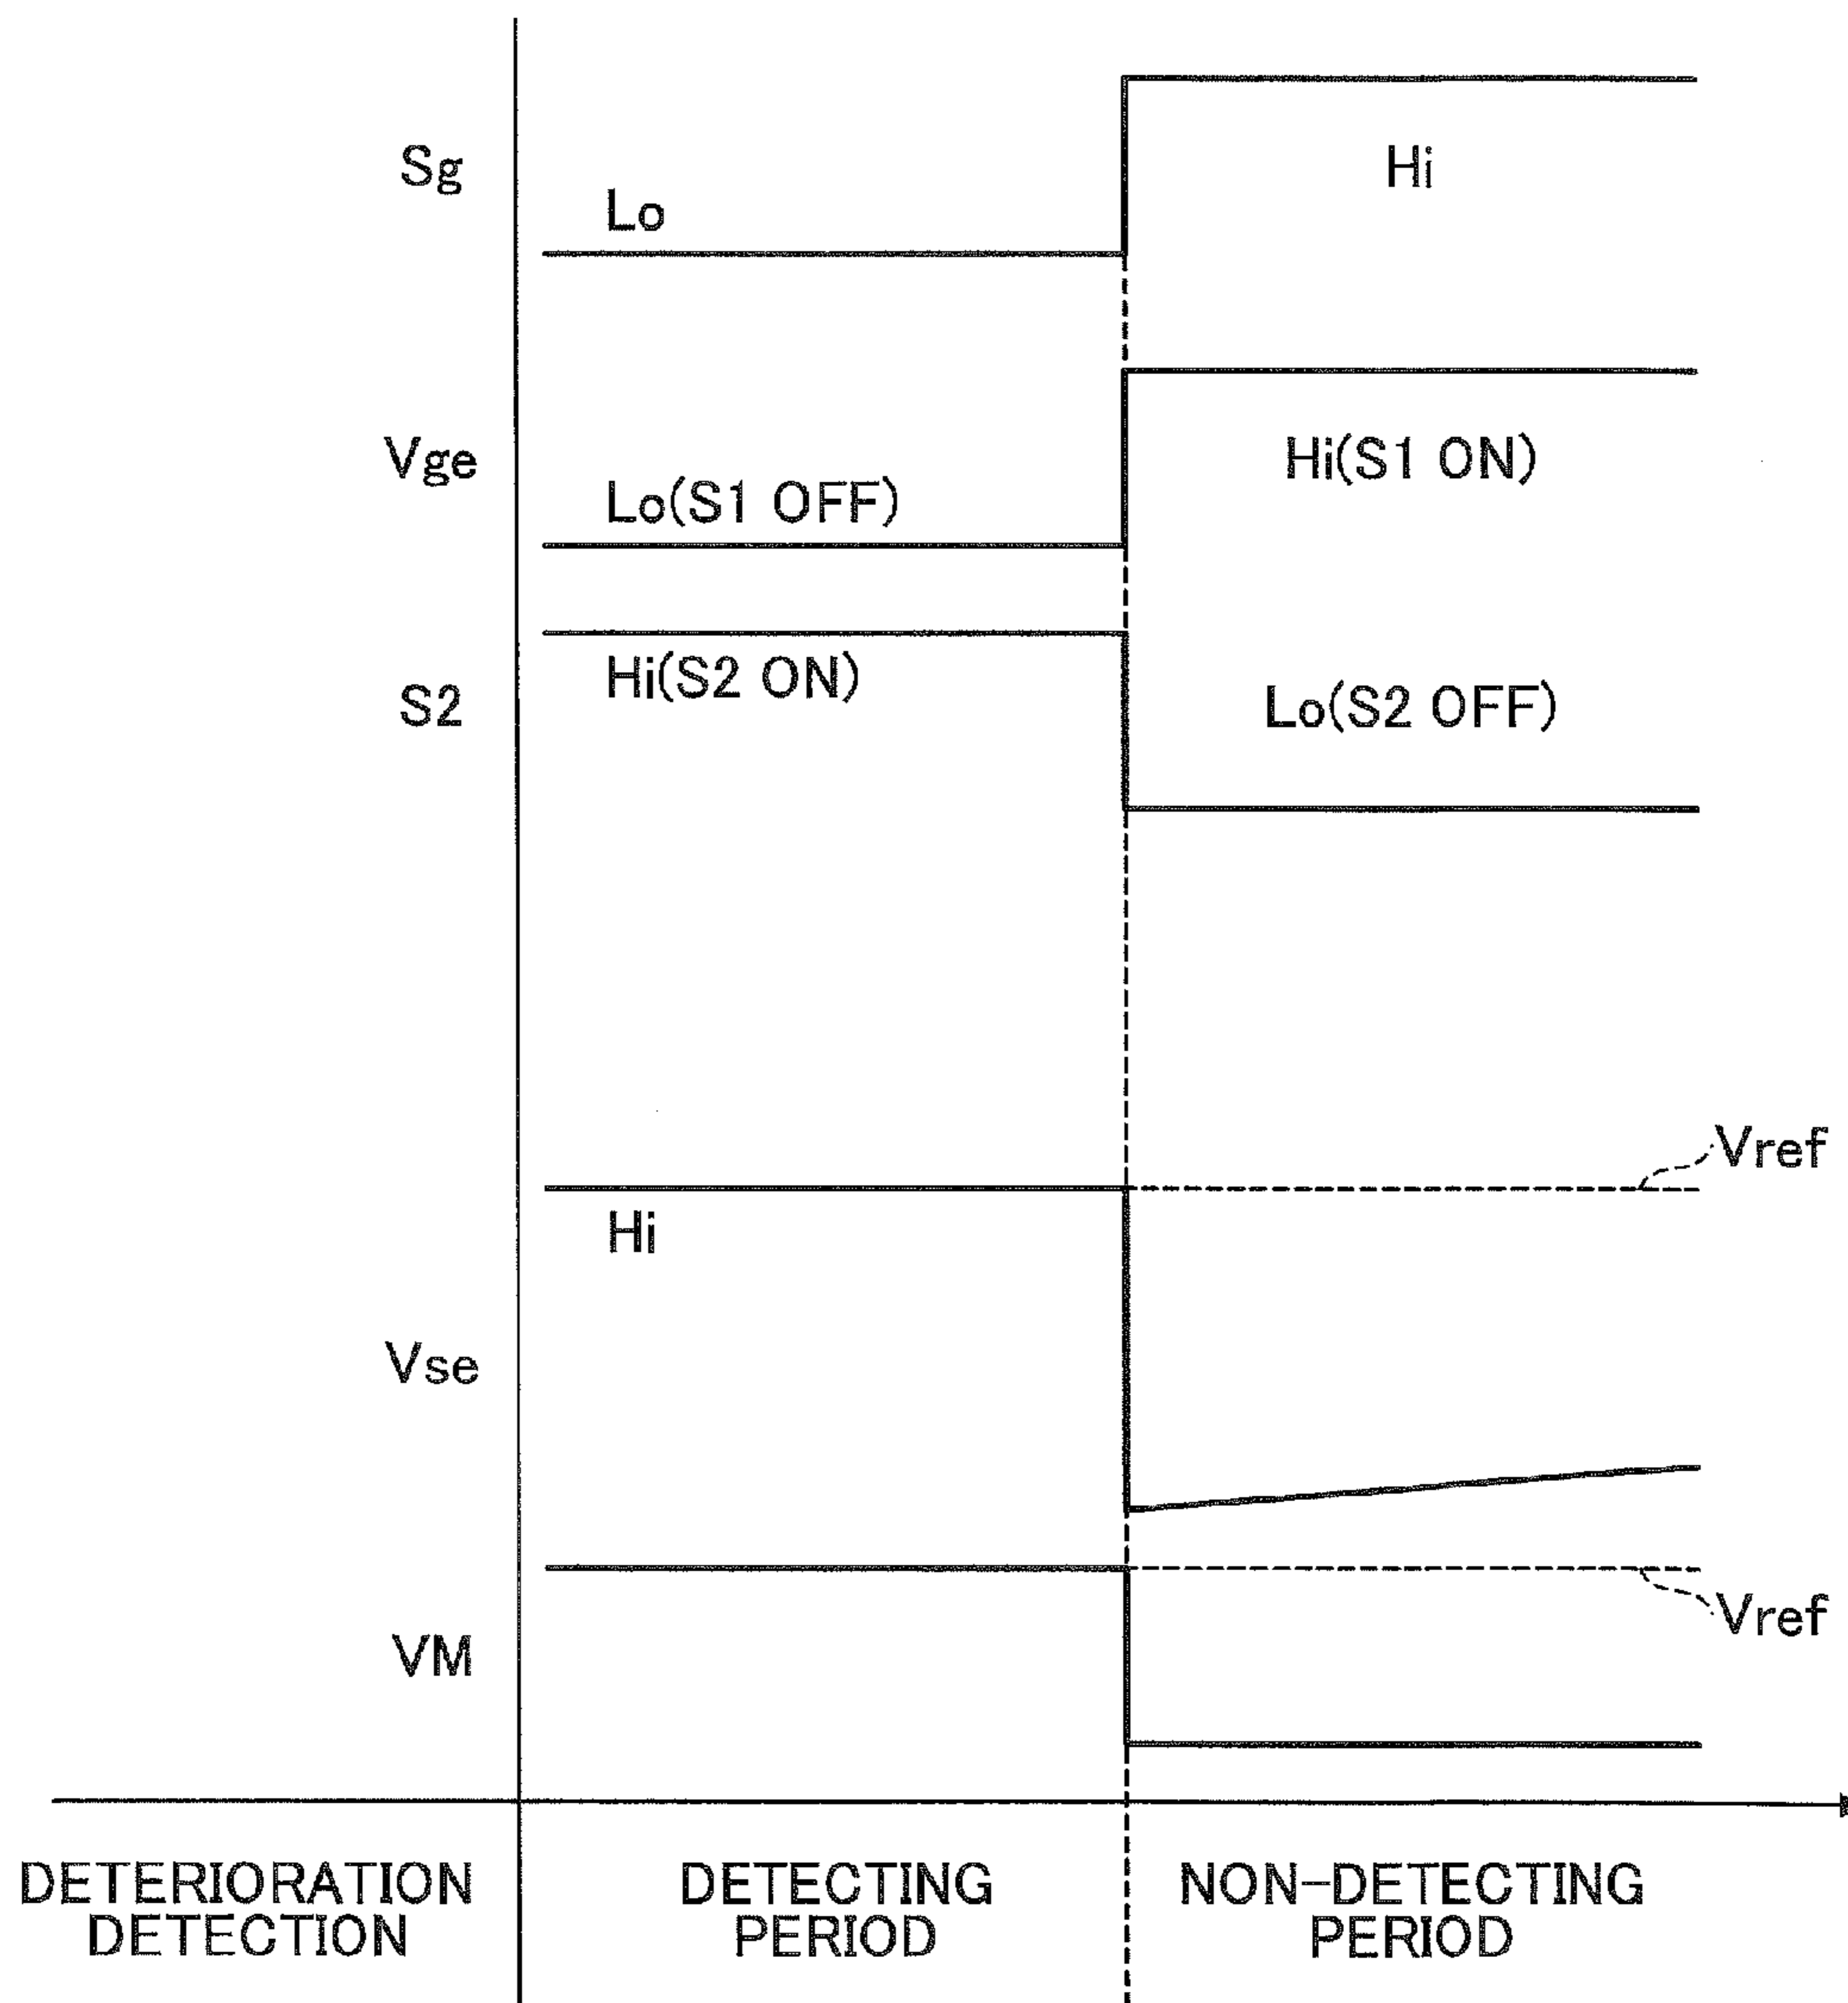 Sg
Lo
Hi
Vge
Lo(S1 OFF)
Hi(S1 ON)
S2
Hi(S2 ON)
Lo(S2 OFF)
Vref
Hi
Vse
Vref
VM
DETERIORATION
DETECTION
DETECTING
PERIOD
NON-DETECTING
PERIOD